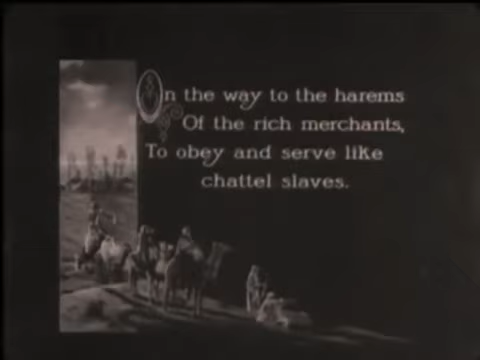 On the way to the harems
Of the rich merchants,
To obey and serve like
chattel slaves.